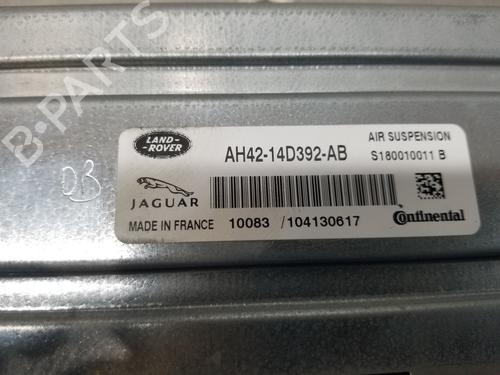 B-PARTS
LAND-
ROVER
AH42-14D392-AB
AIR SUSPENSION
S180010011 B
JAGUAR
MADE IN FRANCE 10083 /104130617
Continental
DB